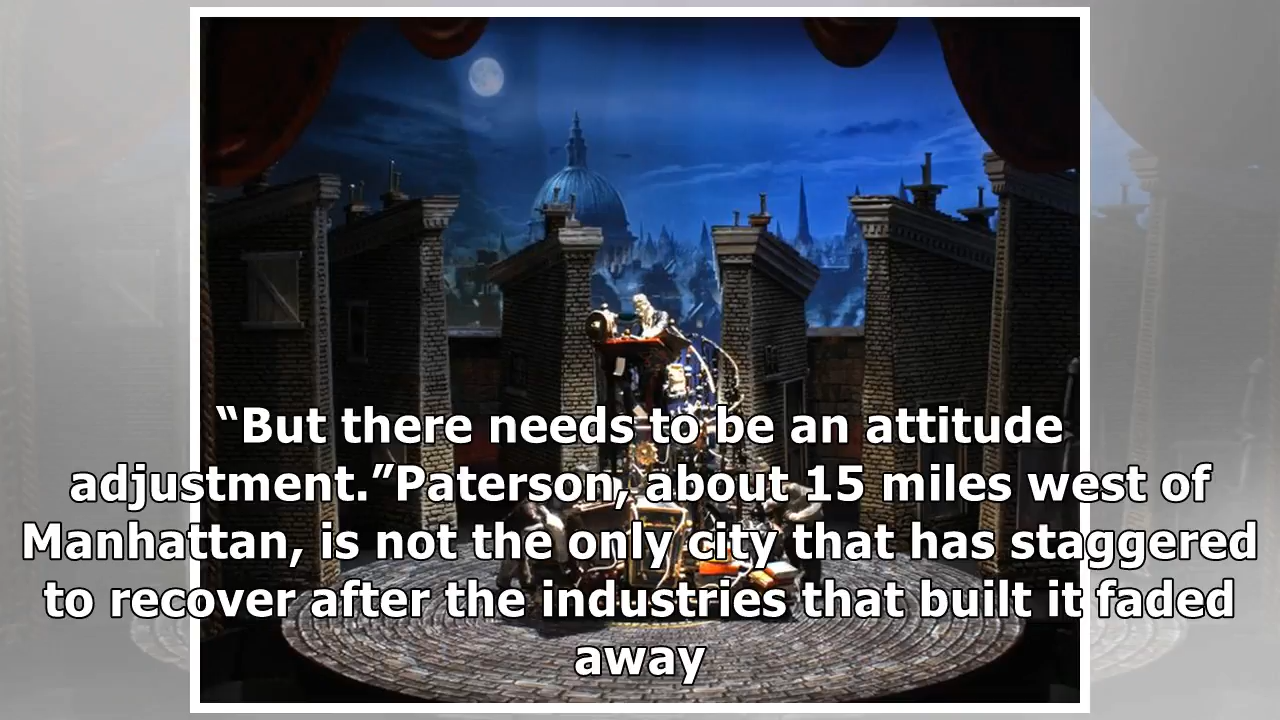 “But there needs to be an attitude
adjustment.”Paterson, about 15 miles west of
Manhattan, is not the only city that has staggered
to recover after the industries that built it faded
away